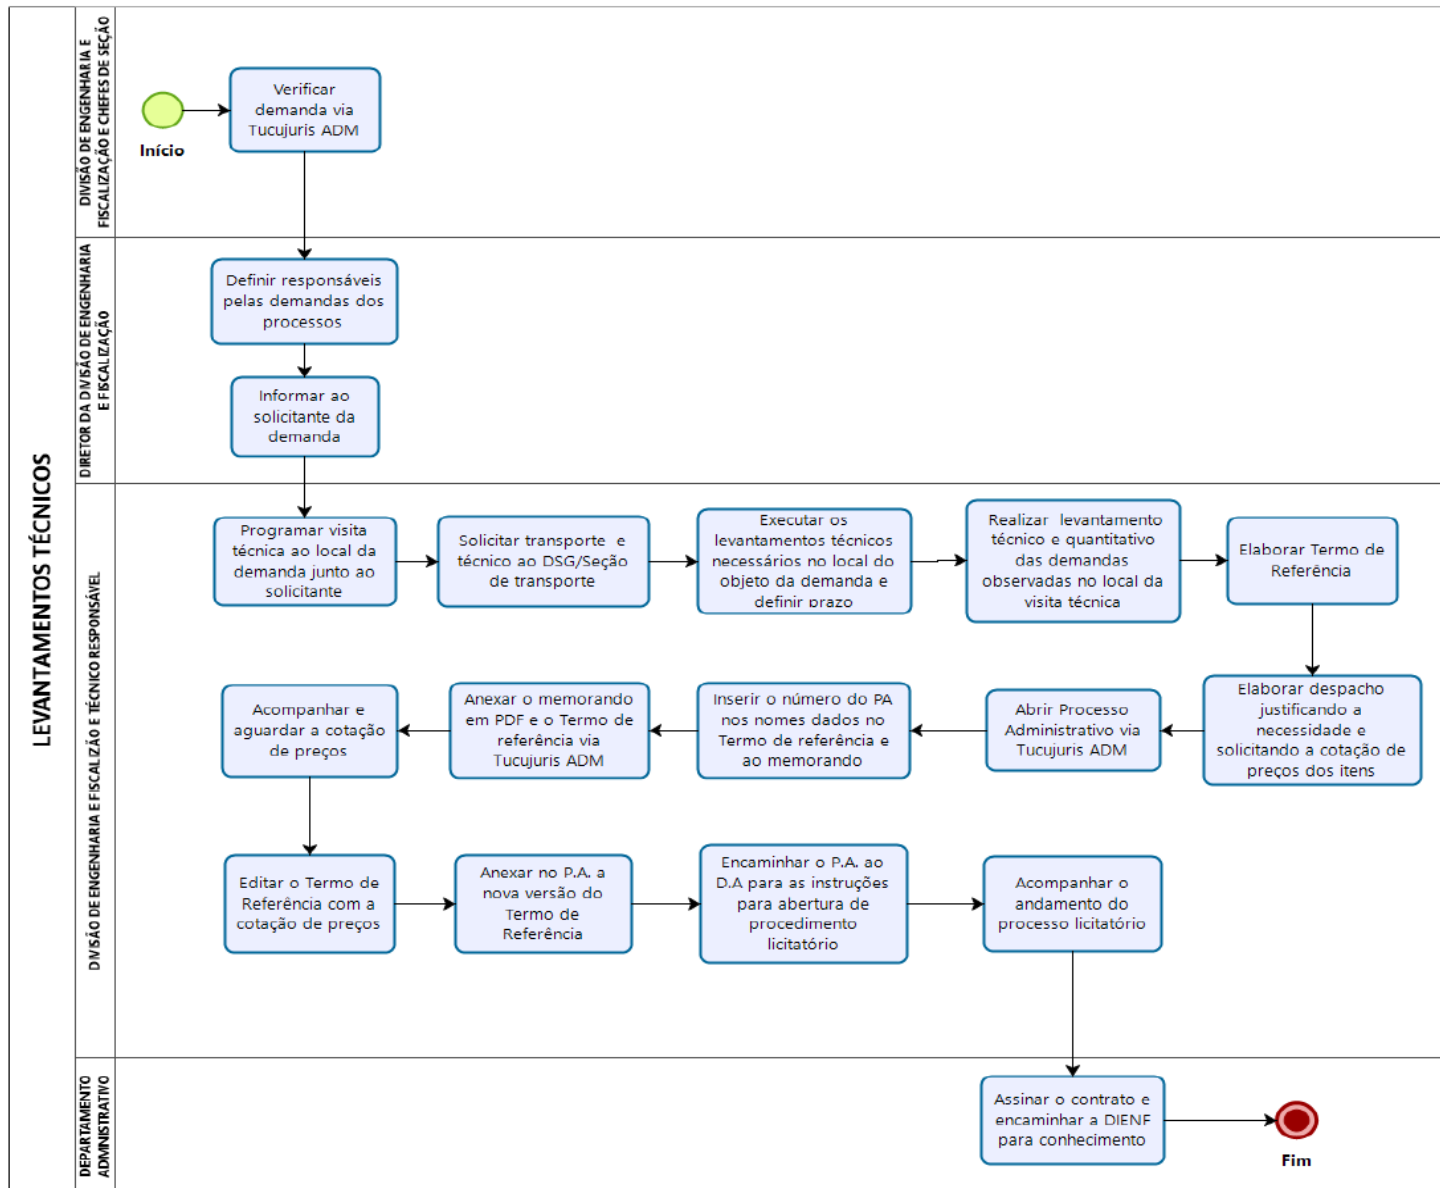 LEVANTAMENTOS TÉCNICOS
DIVISÃO DE ENGENHARIA E
FISCALIZAÇÃO E CHEFES DE SEÇÃO
Início
Verificar
demanda via
Tucujuris ADM
DIRETOR DA DIVISÃO DE ENGENHARIA
E FISCALIZAÇÃO
Definir responsáveis
pelas demandas dos
processos
Informar ao
solicitante da
demanda
DIVISÃO DE ENGENHARIA E FISCALIZÃO E TÉCNICO RESPONSÁVEL
Programar visita
técnica ao local da
demanda junto ao
solicitante
Solicitar transporte e
técnico ao DSG/Seção
de transporte
Executar os
levantamentos técnicos
necessários no local do
objeto da demanda e
definir prazo
Realizar levantamento
técnico e quantitativo
das demandas
observadas no local da
visita técnica
Elaborar Termo de
Referência
Elaborar despacho
justificando a
necessidade e
solicitando a cotação de
preços dos itens
Abrir Processo
Administrativo via
Tucujuris ADM
Inserir o número do PA
nos nomes dados no
Termo de referência e
ao memorando
Anexar o memorando
em PDF e o Termo de
referência via
Tucujuris ADM
Acompanhar e
aguardar a cotação
de preços
Editar o Termo de
Referência com a
cotação de preços
Anexar no P.A. a
nova versão do
Termo de
Referência
Encaminhar o P.A. ao
D.A para as instruções
para abertura de
procedimento
licitatório
Acompanhar o
andamento do
processo licitatório
DEPARTAMENTO
ADMINISTRATIVO
Assinar o contrato e
encaminhar a DIENF
para conhecimento
Fim